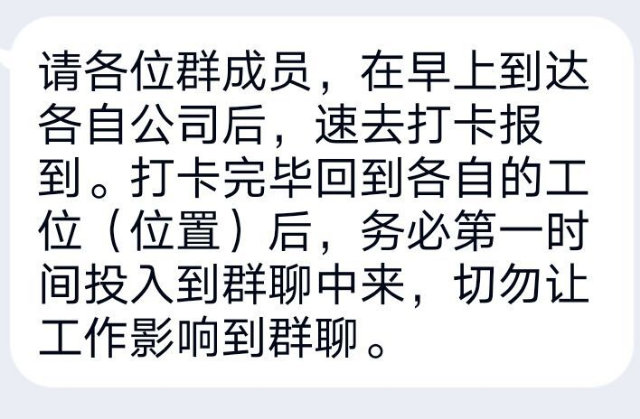 请各位群成员，在早上到达
各自公司后，速去打卡报
到。打卡完毕回到各自的工
位（位置）后，务必第一时
间投入到群聊中来，切勿让
工作影响到群聊。